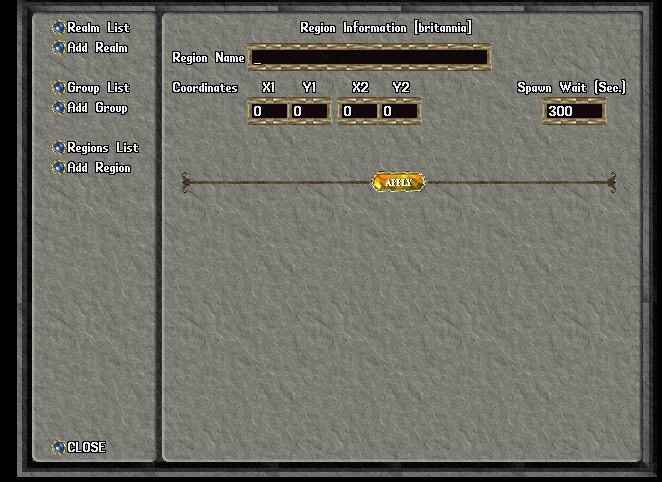 Realm List
Add Realm
Group List
Add Group
Regions List
Add Region
CLOSE
Region Information [britannia]
Region Name _
Coordinates X1 Y1 X2 Y2 Spawn Wait [Sec.]
0 0 0 0 300
APPLY